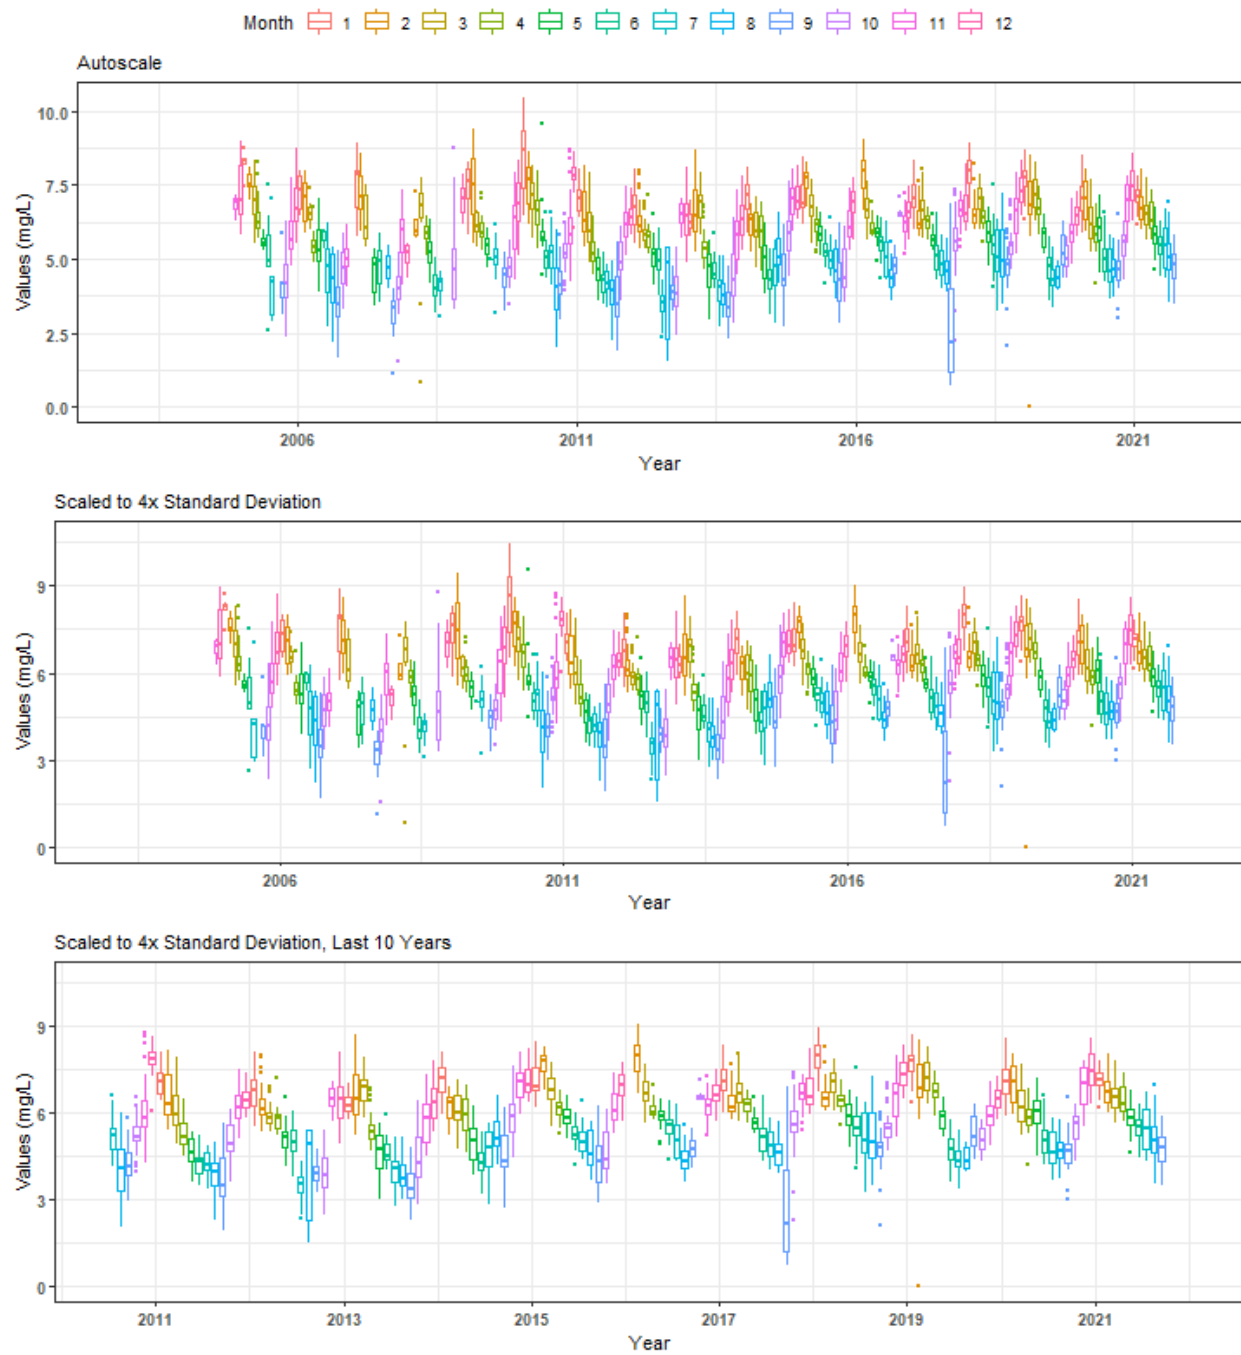 Month 1 2 3 4 5 6 7 8 9 10 11 12
Autoscale
10.0
7.5
5.0
2.5
0.0
Values (mg/L)
2006 2011 2016 2021
Year
Scaled to 4x Standard Deviation
9
6
3
0
Values (mg/L)
2006 2011 2016 2021
Year
Scaled to 4x Standard Deviation, Last 10 Years
9
6
3
0
Values (mg/L)
2011 2013 2015 2017 2019 2021
Year